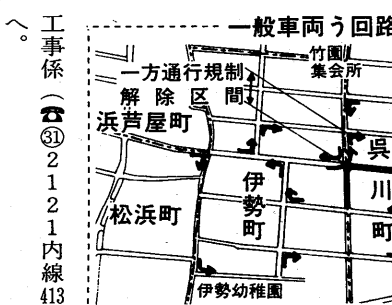 工事係（☎㉛2121内線413
へ。
一般車両う回路
竹園
集会所
一方通行規制
解除区間
浜芦屋町
呉川町
伊勢町
松浜町
伊勢幼稚園